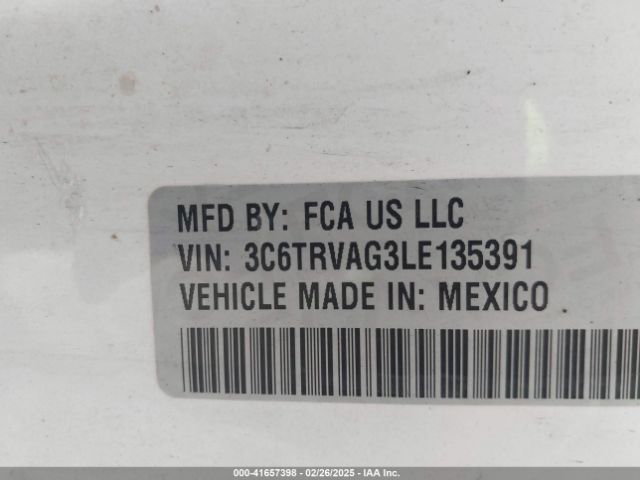 MFD BY: FCA US LLC
VIN: 3C6TRVAG3LE135391
VEHICLE MADE IN: MEXICO
000-41657398 - 02/26/2025 - IAA Inc.